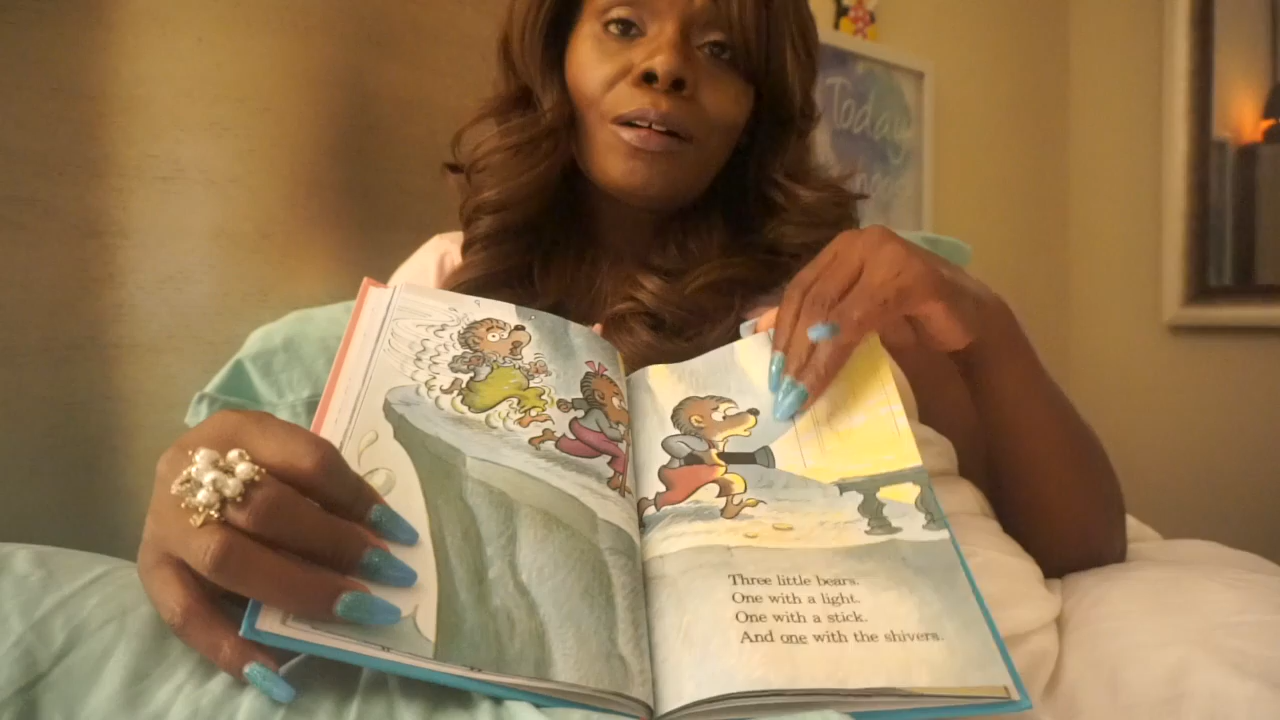 Today
Three little bears.
One with a light.
One with a stick.
And one with the shivers.